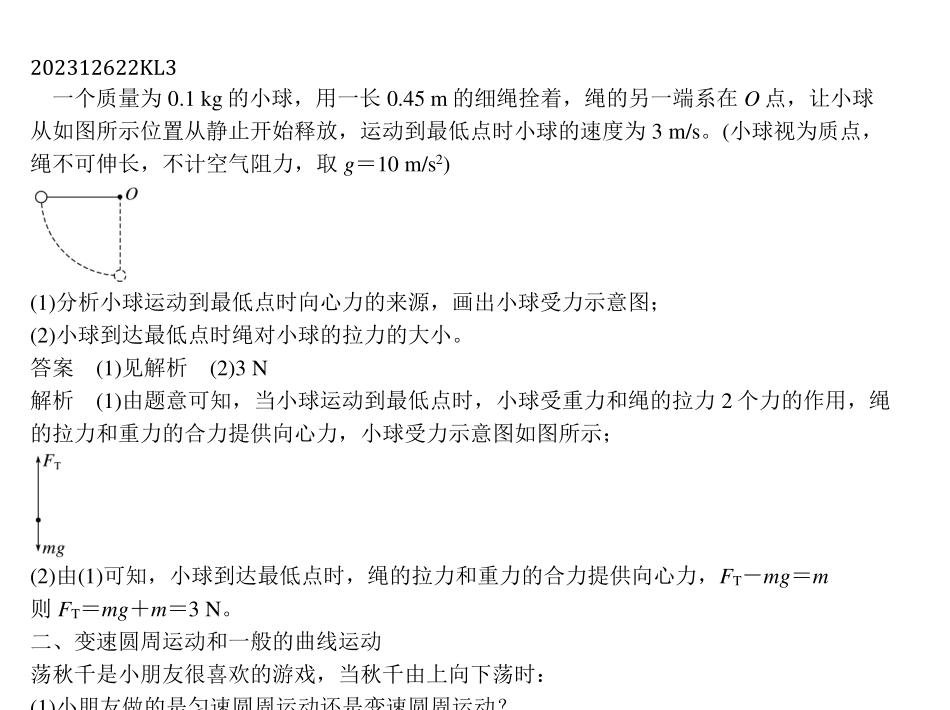 202312622KL3
一个质量为 0.1 kg 的小球，用一长 0.45 m 的细绳拴着，绳的另一端系在 O 点，让小球
从如图所示位置从静止开始释放，运动到最低点时小球的速度为 3 m/s。(小球视为质点，
绳不可伸长，不计空气阻力，取 g＝10 m/s²)
O
(1)分析小球运动到最低点时向心力的来源，画出小球受力示意图；
(2)小球到达最低点时绳对小球的拉力的大小。
答案　(1)见解析　(2)3 N
解析　(1)由题意可知，当小球运动到最低点时，小球受重力和绳的拉力 2 个力的作用，绳
的拉力和重力的合力提供向心力，小球受力示意图如图所示；
F_T
mg
(2)由(1)可知，小球到达最低点时，绳的拉力和重力的合力提供向心力，F_T－mg＝m
则 F_T＝mg＋m＝3 N。
二、变速圆周运动和一般的曲线运动
荡秋千是小朋友很喜欢的游戏，当秋千由上向下荡时：
(1)小朋友做的是匀速圆周运动还是变速圆周运动？